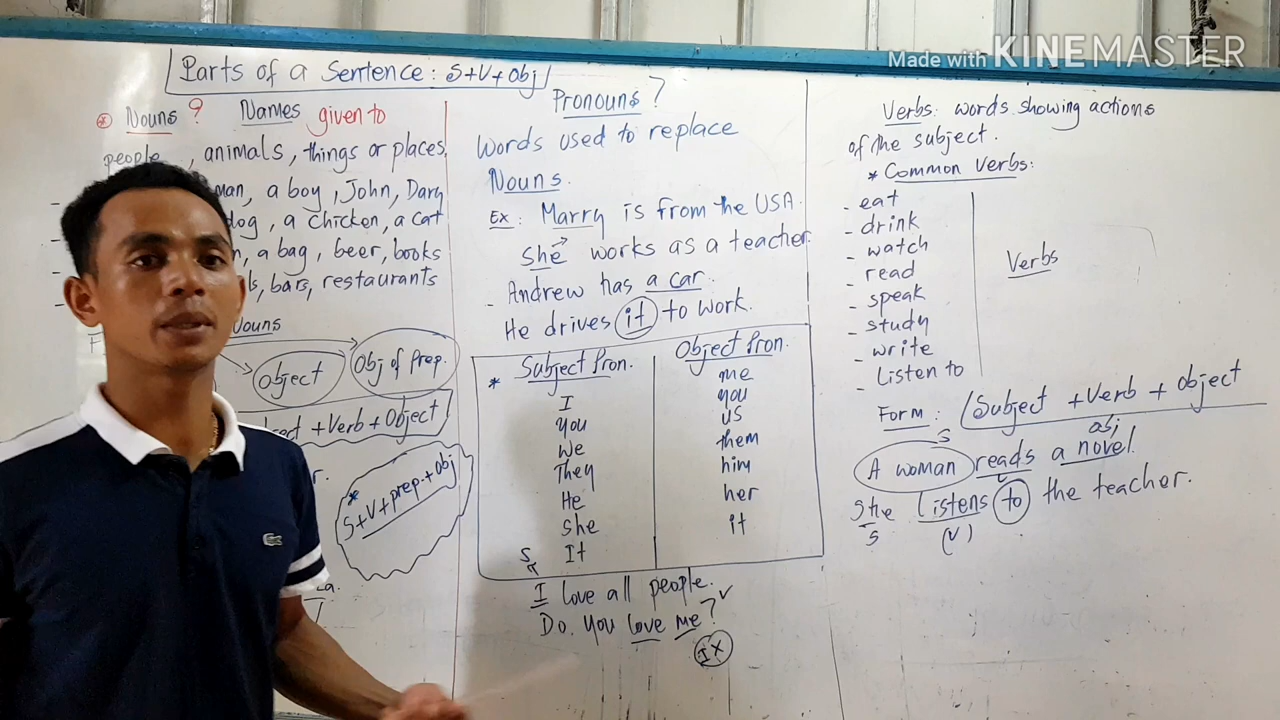 Made with KINEMASTER
Parts of a Sentence: S+V+Obj
Nouns ? Names given to
people , animals, things or places,
man, a boy, John, Dary
dog, a chicken, a cat
, a bag, beer, books
bars, restaurants
Nouns
Object
Obj of Prep.
+Verb + Object
*
S+V+prep+obj
Pronouns ?
Words used to replace
Nouns.
Ex: Marry is from the USA.
She works as a teacher.
- Andrew has a car.
He drives it to work.
* Subject Pron.
I
You
We
They
He
She
It
Object Pron.
me
you
us
them
him
her
it
S
I love all people.
Do you love me ? ✓
I X
Verbs: words showing actions
of the subject.
* Common Verbs:
- eat
- drink
- watch
- read
- speak
- study
- write
- Listen to
Verbs
Form: Subject + Verb + Object
S obj
A woman reads a novel.
V
She listens to the teacher.
S (V)